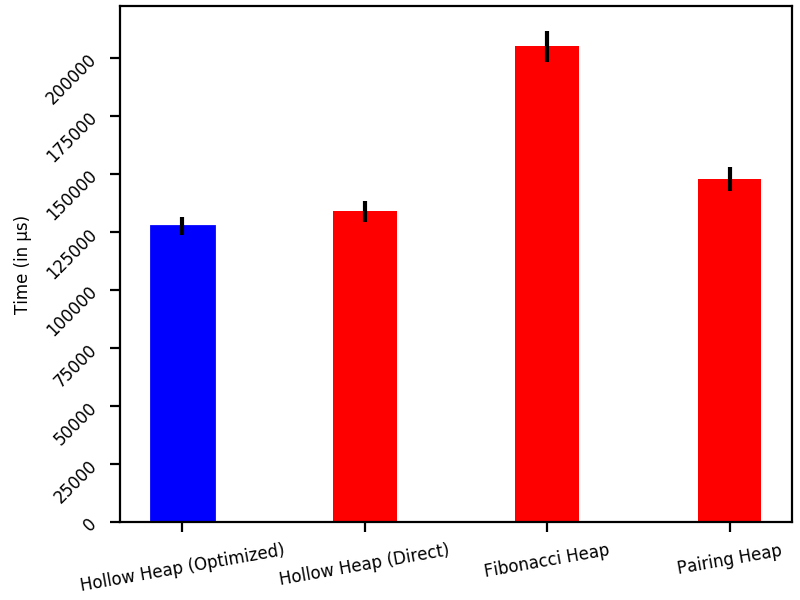 Time (in µs)
200000
175000
150000
125000
100000
75000
50000
25000
0
Hollow Heap (Optimized)
Hollow Heap (Direct)
Fibonacci Heap
Pairing Heap